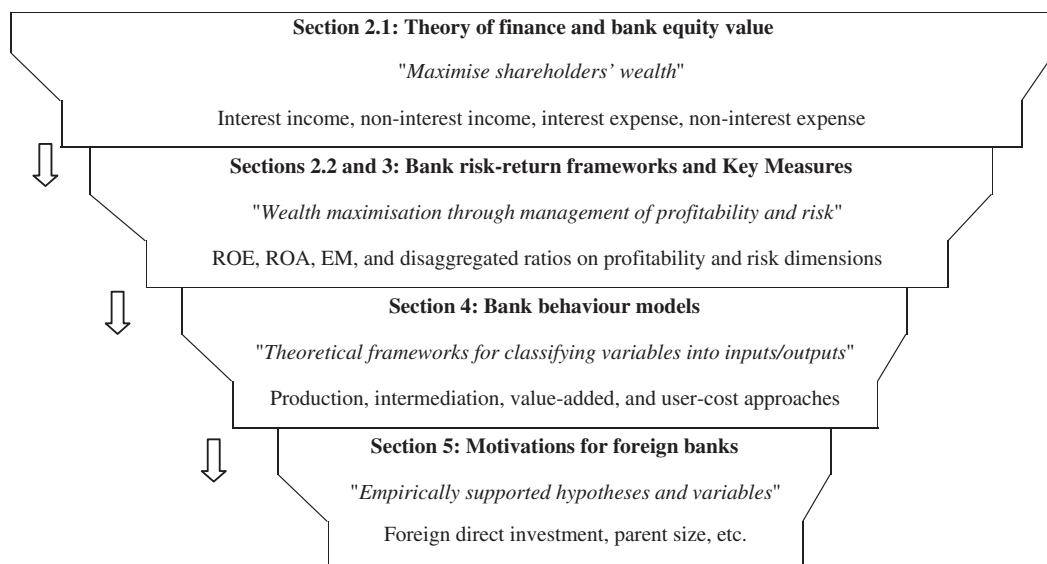 Section 2.1: Theory of finance and bank equity value
"Maximise shareholders’ wealth"
Interest income, non-interest income, interest expense, non-interest expense
Sections 2.2 and 3: Bank risk-return frameworks and Key Measures
"Wealth maximisation through management of profitability and risk"
ROE, ROA, EM, and disaggregated ratios on profitability and risk dimensions
Section 4: Bank behaviour models
"Theoretical frameworks for classifying variables into inputs/outputs"
Production, intermediation, value-added, and user-cost approaches
Section 5: Motivations for foreign banks
"Empirically supported hypotheses and variables"
Foreign direct investment, parent size, etc.